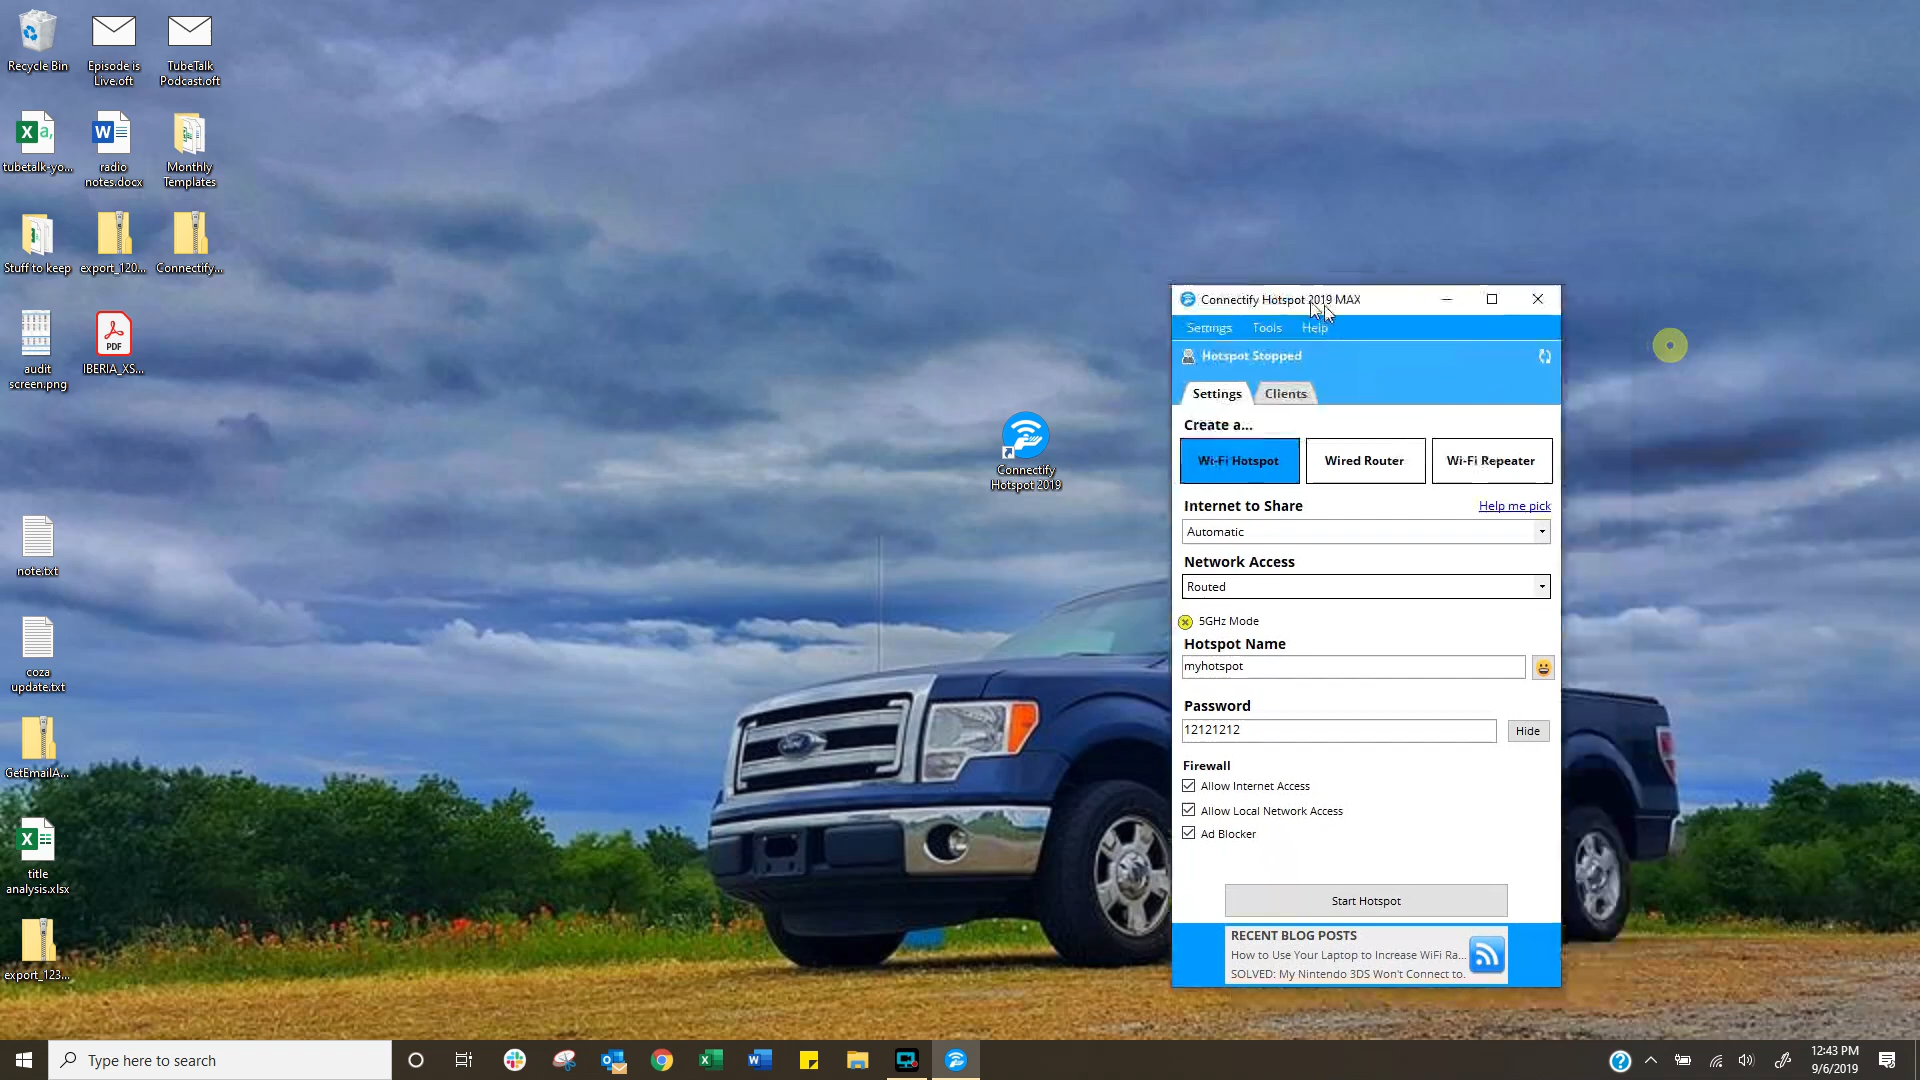 Recycle Bin
Episode is
Live.oft
TubeTalk
Podcast.oft
tubetalk-yo...
radio
notes.docx
Monthly
Templates
Stuff to keep
export_120...
Connectify...
audit
screen.png
PDF
IBERIA_XS...
note.txt
coza
update.txt
GetEmailA...
title
analysis.xlsx
export_123...
Connectify
Hotspot 2019
Ford
Connectify Hotspot 2019 MAX
Settings Tools Help
Hotspot Stopped
Settings Clients
Create a...
Wi-Fi Hotspot Wired Router Wi-Fi Repeater
Internet to Share Help me pick
Automatic
Network Access
Routed
5GHz Mode
Hotspot Name
myhotspot
Password
12121212 Hide
Firewall
Allow Internet Access
Allow Local Network Access
Ad Blocker
Start Hotspot
RECENT BLOG POSTS
How to Use Your Laptop to Increase WiFi Ra...
SOLVED: My Nintendo 3DS Won't Connect to.
Type here to search
12:43 PM
9/6/2019